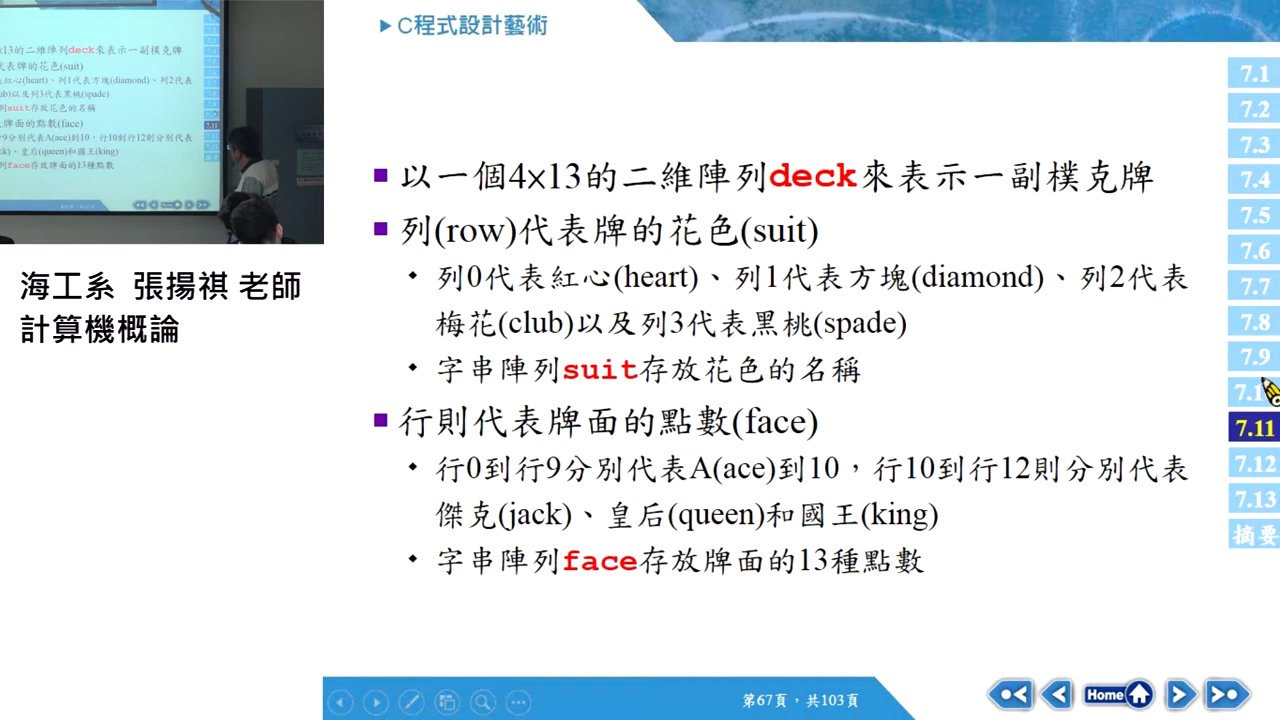 C程式設計藝術
以一個4×13的二維陣列deck來表示一副樸克牌
列(row)代表牌的花色(suit)
列0代表紅心(heart)、列1代表方塊(diamond)、列2代表
梅花(club)以及列3代表黑桃(spade)
字串陣列suit存放花色的名稱
行則代表牌面的點數(face)
行0到行9分別代表A(ace)到10，行10到行12則分別代表
傑克(jack)、皇后(queen)和國王(king)
字串陣列face存放牌面的13種點數
海工系 張揚祺 老師
計算機概論
x13的二維陣列deck來表示一副樸克牌
代表牌的花色(suit)
紅心(heart)、列1代表方塊(diamond)、列2代表
ub)以及列3代表黑桃(spade)
列suit存放花色的名稱
牌面的點數(face)
行9分別代表A(ace)到10，行10到行12則分別代表
ck)、皇后(queen)和國王(king)
列face存放牌面的13種點數
7.1
7.2
7.3
7.4
7.5
7.6
7.7
7.8
7.9
7.1
7.11
7.12
7.13
摘要
第67頁，共103頁
Home